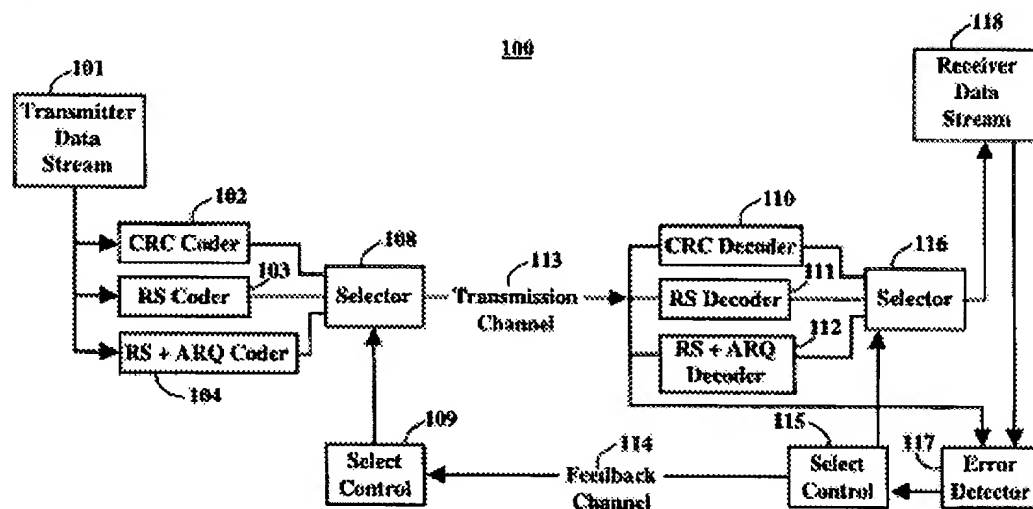 118
100
101
Receiver
Data
Stream
Transmitter
Data
Stream
102
110
CRC Coder
108
CRC Decoder
116
103
113
111
RS Coder
Selector
Transmission
Channel
RS Decoder
Selector
112
RS + ARQ Coder
RS + ARQ
Decoder
104
109
114
115
117
Select
Control
Feedback
Channel
Select
Control
Error
Detector